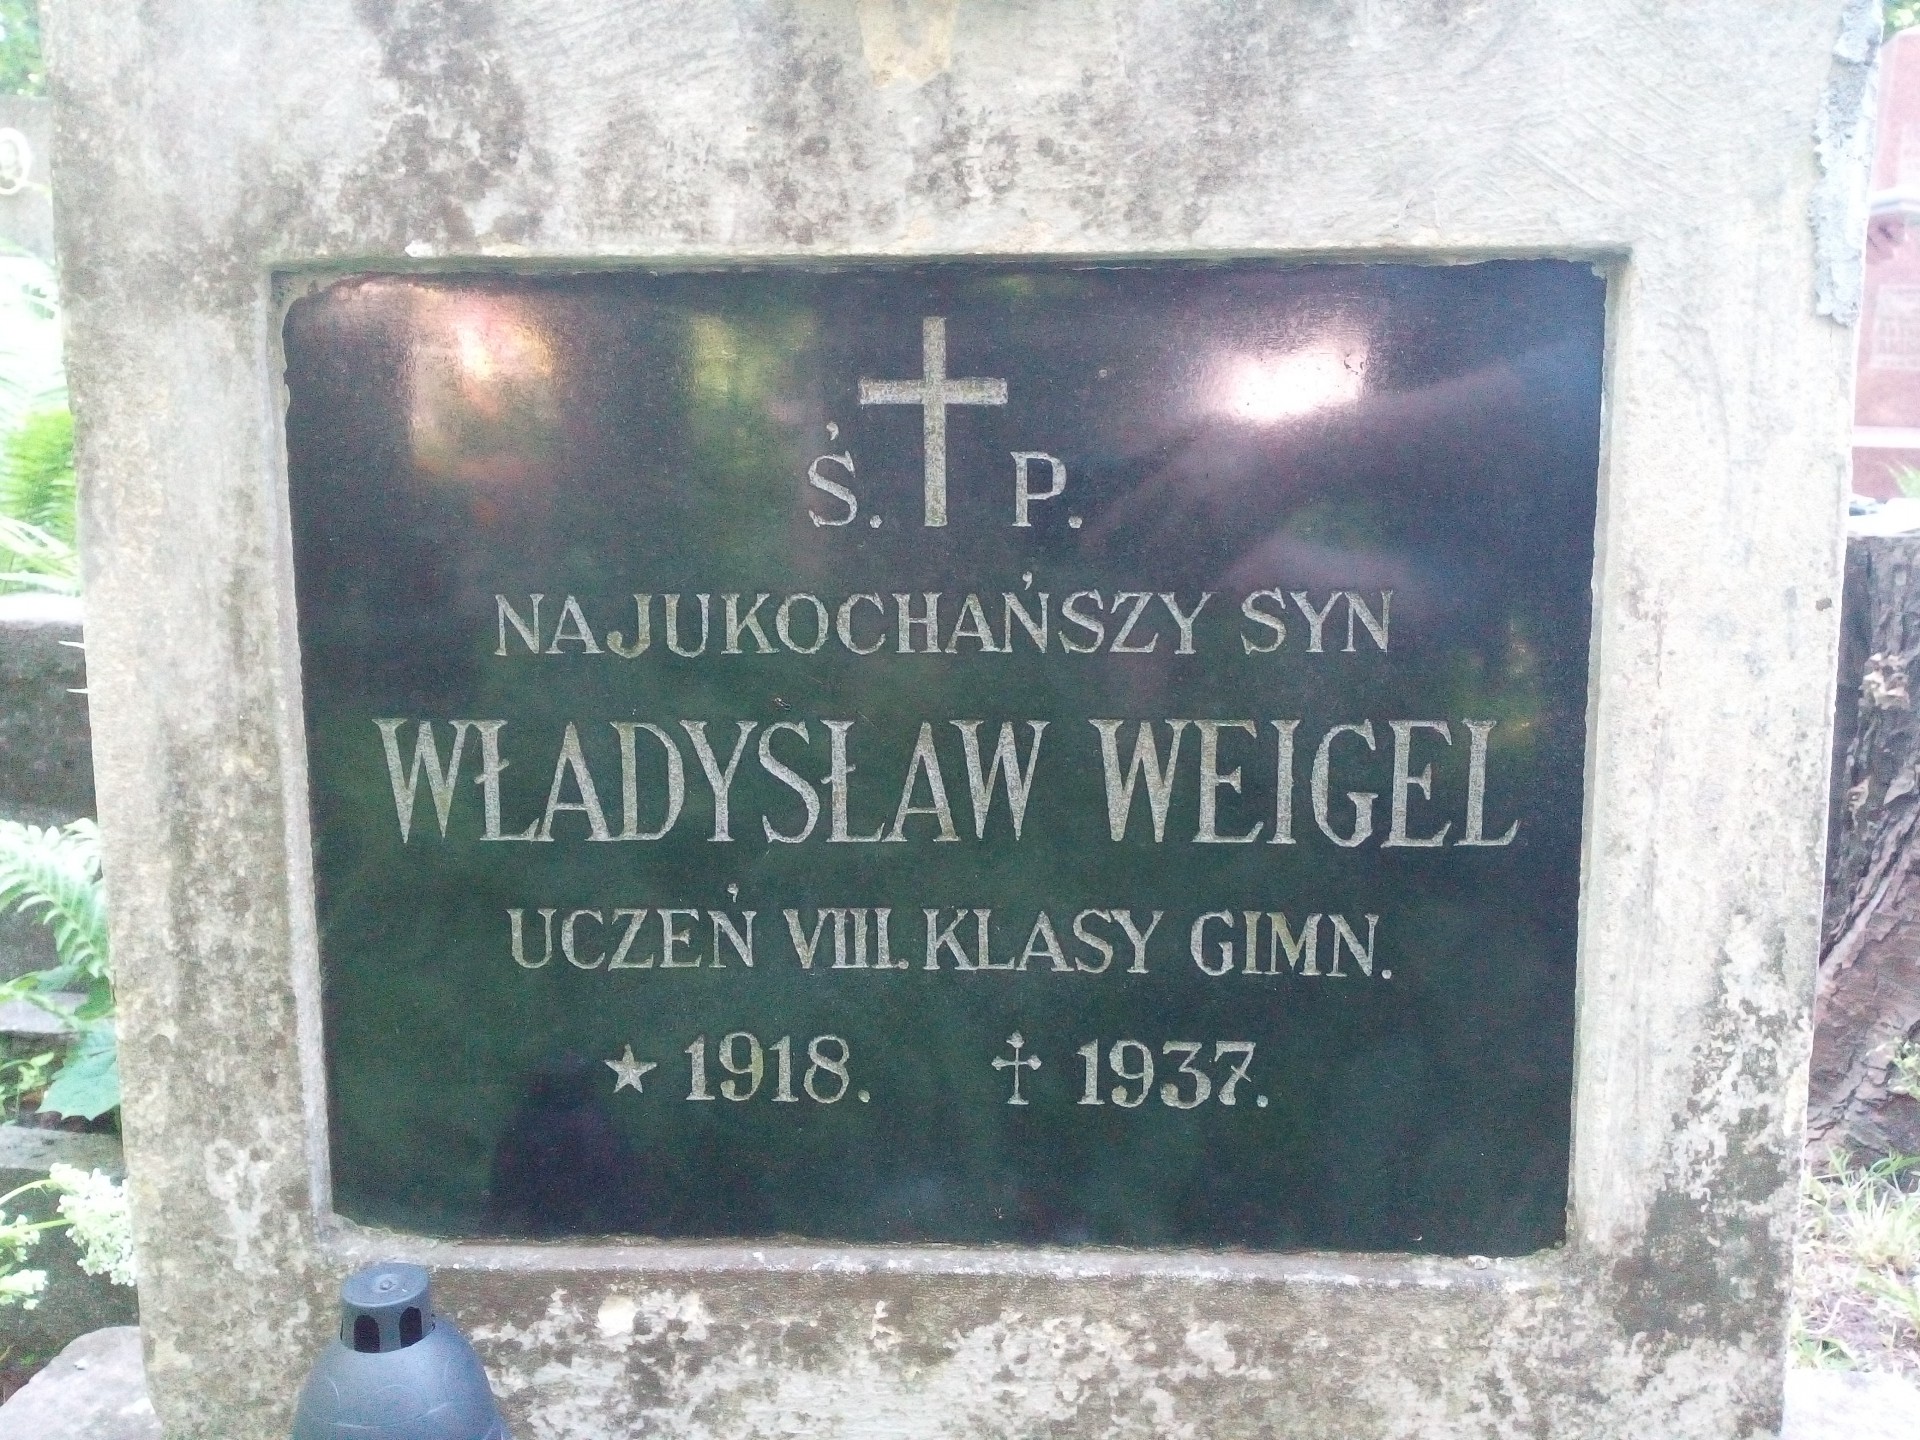 Ś. P.
NAJUKOCHAŃSZY SYN
WŁADYSŁAW WEIGEL
UCZEŃ VIII. KLASY GIMN.
★ 1918. † 1937.